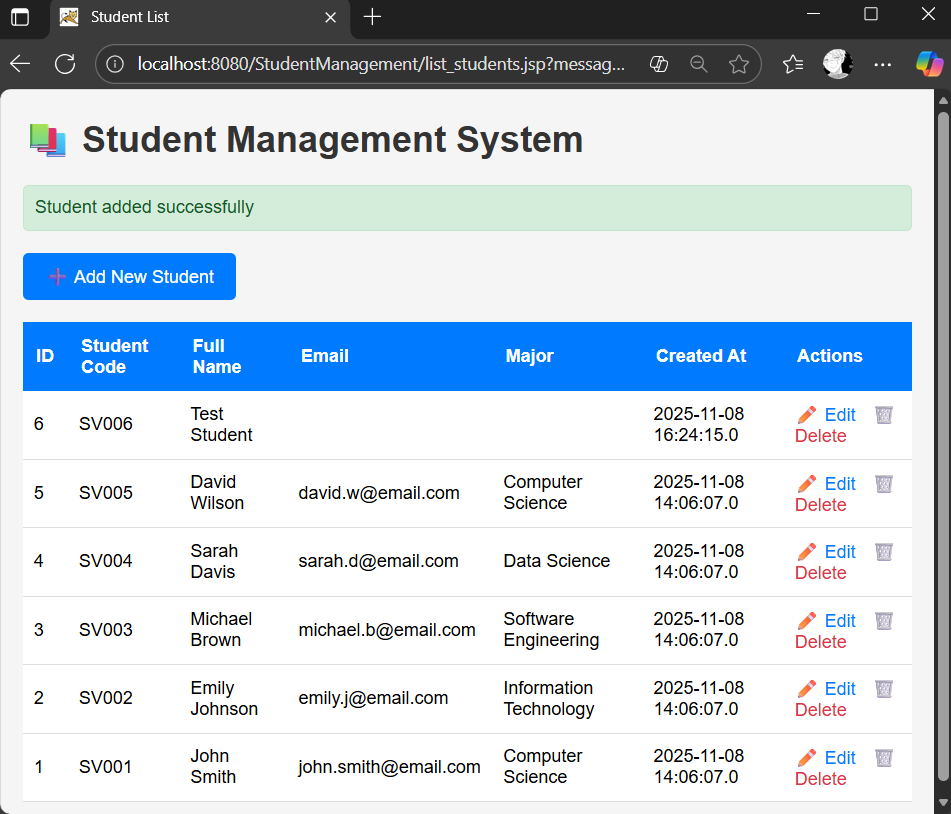 Student List
localhost:8080/StudentManagement/list_students.jsp?messag...
Student Management System
Student added successfully
Add New Student
ID Student Code Full Name Email Major Created At Actions
6 SV006 Test Student 2025-11-08 16:24:15.0 Edit Delete
5 SV005 David Wilson david.w@email.com Computer Science 2025-11-08 14:06:07.0 Edit Delete
4 SV004 Sarah Davis sarah.d@email.com Data Science 2025-11-08 14:06:07.0 Edit Delete
3 SV003 Michael Brown michael.b@email.com Software Engineering 2025-11-08 14:06:07.0 Edit Delete
2 SV002 Emily Johnson emily.j@email.com Information Technology 2025-11-08 14:06:07.0 Edit Delete
1 SV001 John Smith john.smith@email.com Computer Science 2025-11-08 14:06:07.0 Edit Delete